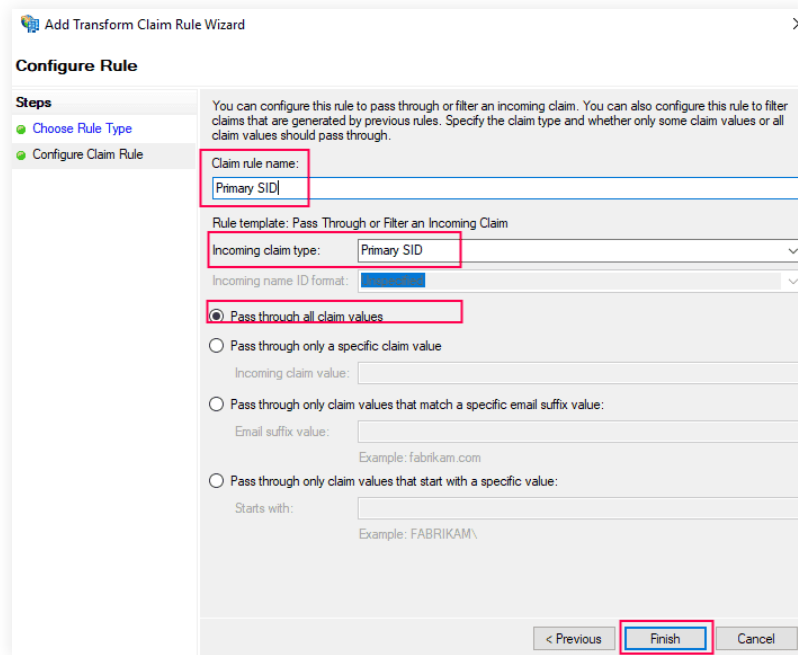 Add Transform Claim Rule Wizard
Configure Rule
Steps
Choose Rule Type
Configure Claim Rule
You can configure this rule to pass through or filter an incoming claim. You can also configure this rule to filter
claims that are generated by previous rules. Specify the claim type and whether only some claim values or all
claim values should pass through.
Claim rule name:
Primary SID
Rule template: Pass Through or Filter an Incoming Claim
Incoming claim type: Primary SID
Incoming name ID format:
Pass through all claim values
Pass through only a specific claim value
Incoming claim value:
Pass through only claim values that match a specific email suffix value:
Email suffix value:
Example: fabrikam.com
Pass through only claim values that start with a specific value:
Starts with:
Example: FABRIKAM\
< Previous Finish Cancel